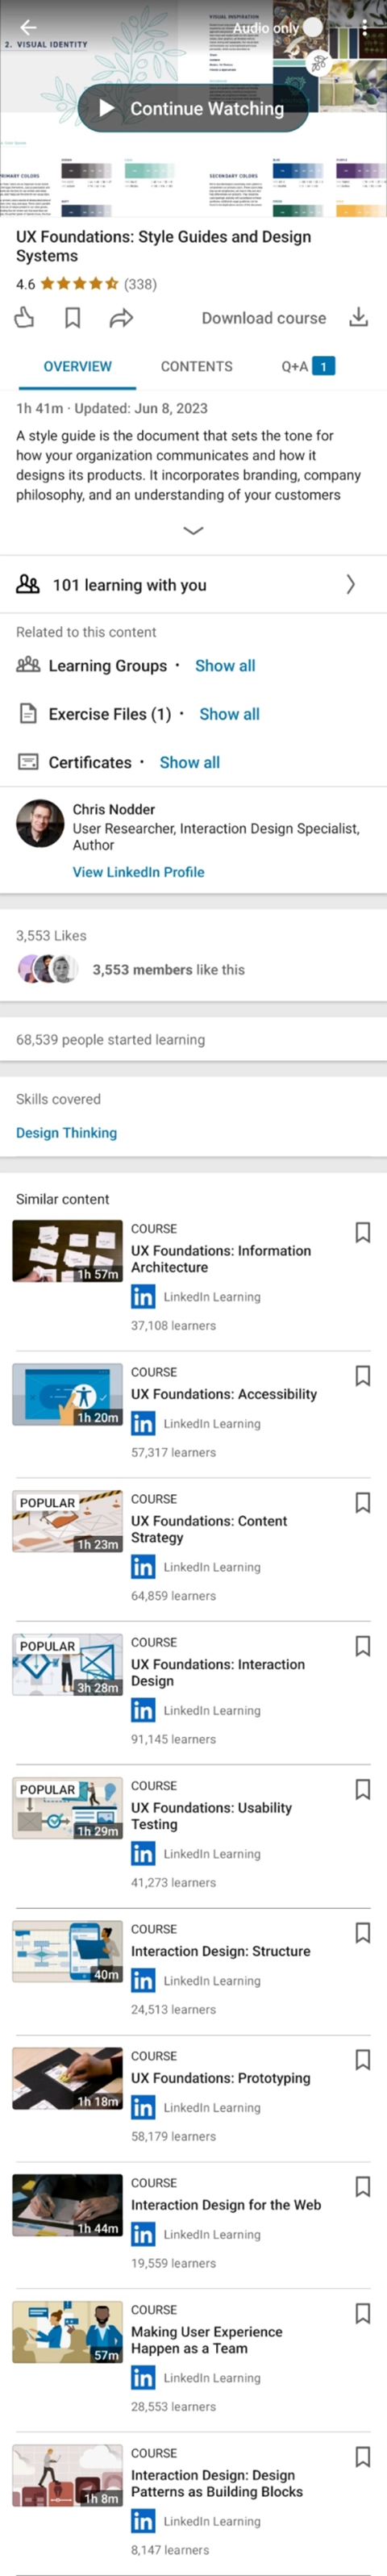 Audio only
2. VISUAL IDENTITY
VISUAL INSPIRATION
Continue Watching
PRIMARY COLORS
SECONDARY COLORS
UX Foundations: Style Guides and Design
Systems
4.6 (338)
Download course
OVERVIEW CONTENTS Q+A 1
1h 41m · Updated: Jun 8, 2023
A style guide is the document that sets the tone for
how your organization communicates and how it
designs its products. It incorporates branding, company
philosophy, and an understanding of your customers
101 learning with you
Related to this content
Learning Groups · Show all
Exercise Files (1) · Show all
Certificates · Show all
Chris Nodder
User Researcher, Interaction Design Specialist,
Author
View LinkedIn Profile
3,553 Likes
3,553 members like this
68,539 people started learning
Skills covered
Design Thinking
Similar content
COURSE
UX Foundations: Information
Architecture
1h 57m
in LinkedIn Learning
37,108 learners
COURSE
UX Foundations: Accessibility
1h 20m
in LinkedIn Learning
57,317 learners
POPULAR
COURSE
UX Foundations: Content
Strategy
1h 23m
in LinkedIn Learning
64,859 learners
COURSE
POPULAR
UX Foundations: Interaction
Design
3h 28m
in LinkedIn Learning
91,145 learners
COURSE
POPULAR
UX Foundations: Usability
Testing
1h 29m
in LinkedIn Learning
41,273 learners
COURSE
Interaction Design: Structure
40m
in LinkedIn Learning
24,513 learners
COURSE
UX Foundations: Prototyping
1h 18m
in LinkedIn Learning
58,179 learners
COURSE
Interaction Design for the Web
1h 44m
in LinkedIn Learning
19,559 learners
COURSE
Making User Experience
Happen as a Team
57m
in LinkedIn Learning
28,553 learners
COURSE
Interaction Design: Design
Patterns as Building Blocks
1h 8m
in LinkedIn Learning
8,147 learners